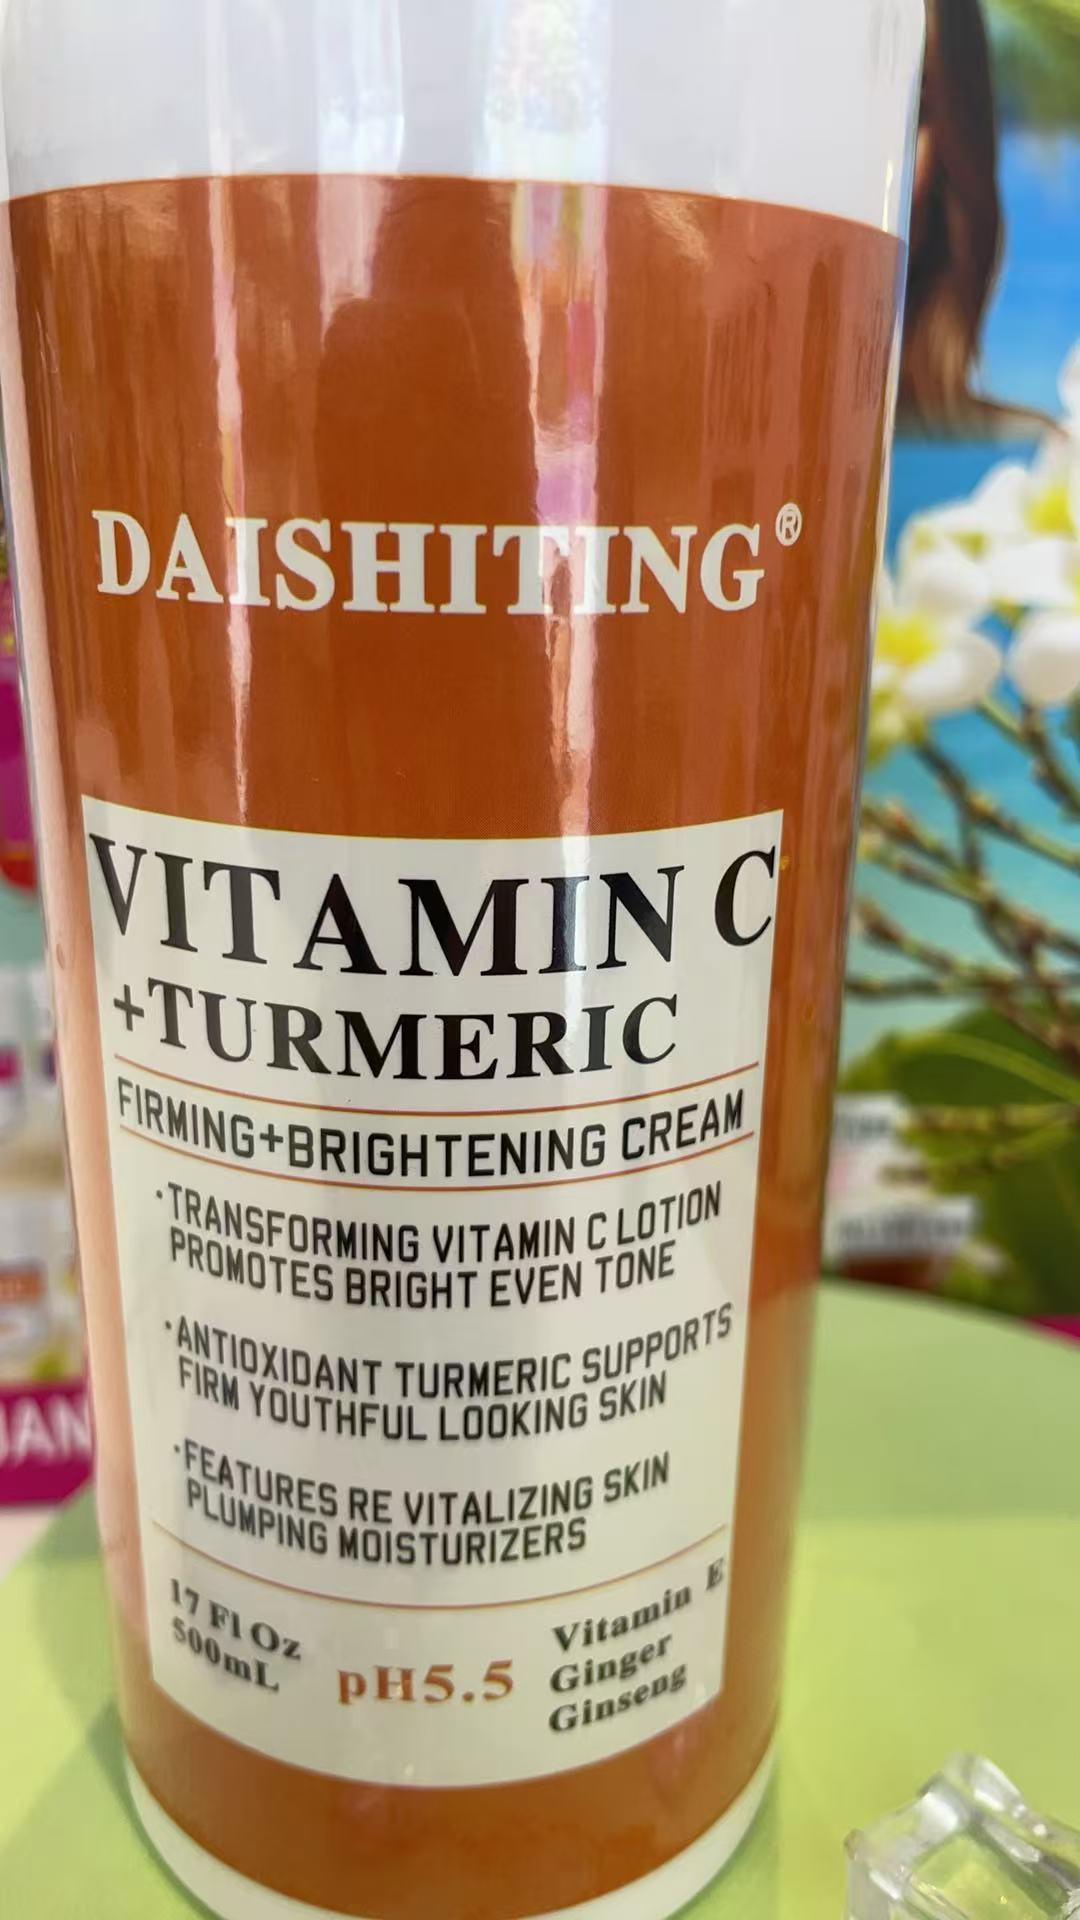 DAISHITING®
VITAMIN C
+TURMERIC
FIRMING+BRIGHTENING CREAM
·TRANSFORMING VITAMIN C LOTION
PROMOTES BRIGHT EVEN TONE
·ANTIOXIDANT TURMERIC SUPPORTS
FIRM YOUTHFUL LOOKING SKIN
·FEATURES RE VITALIZING SKIN
PLUMPING MOISTURIZERS
17 Fl Oz
500mL
pH5.5
Vitamin E
Ginger
Ginseng